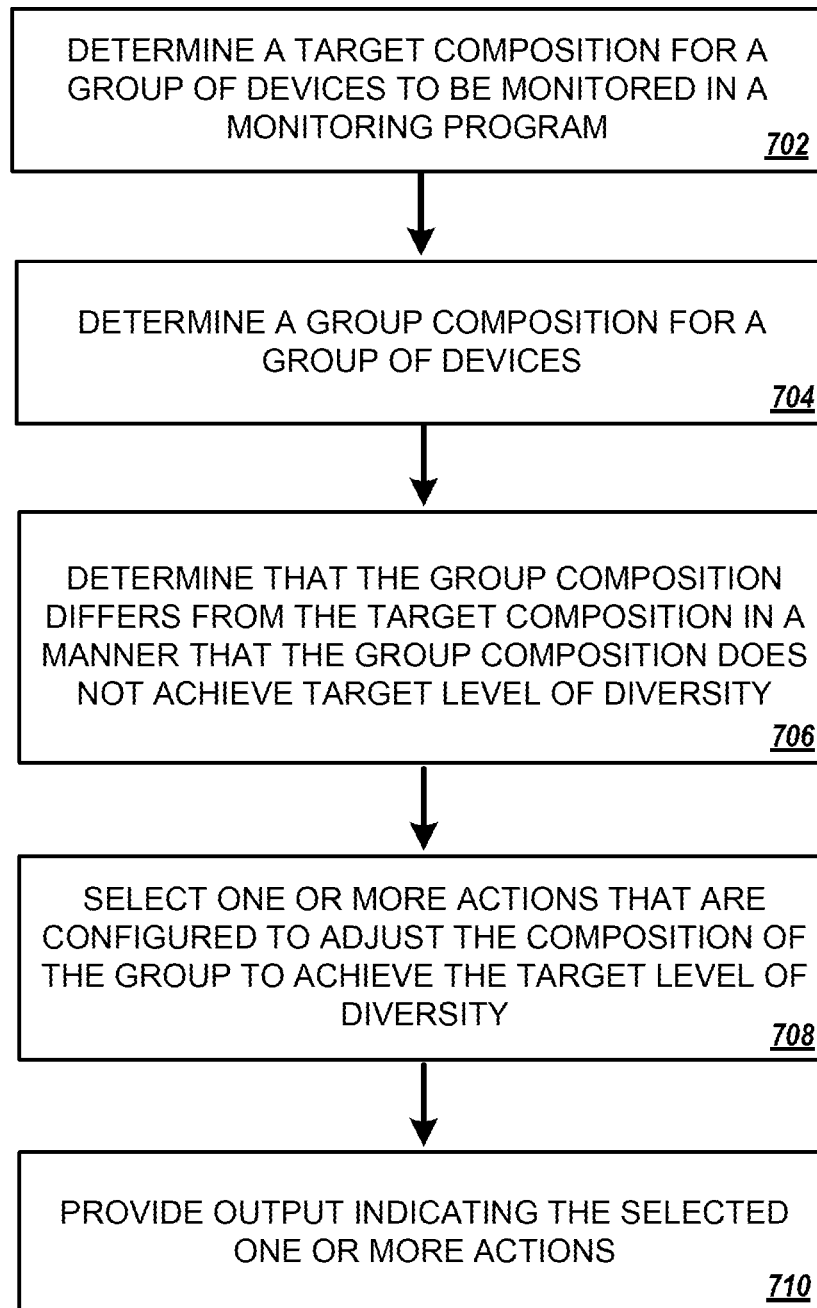 DETERMINE A TARGET COMPOSITION FOR A
GROUP OF DEVICES TO BE MONITORED IN A
MONITORING PROGRAM
702
DETERMINE A GROUP COMPOSITION FOR A
GROUP OF DEVICES
704
DETERMINE THAT THE GROUP COMPOSITION
DIFFERS FROM THE TARGET COMPOSITION IN A
MANNER THAT THE GROUP COMPOSITION DOES
NOT ACHIEVE TARGET LEVEL OF DIVERSITY
706
SELECT ONE OR MORE ACTIONS THAT ARE
CONFIGURED TO ADJUST THE COMPOSITION OF
THE GROUP TO ACHIEVE THE TARGET LEVEL OF
DIVERSITY
708
PROVIDE OUTPUT INDICATING THE SELECTED
ONE OR MORE ACTIONS
710